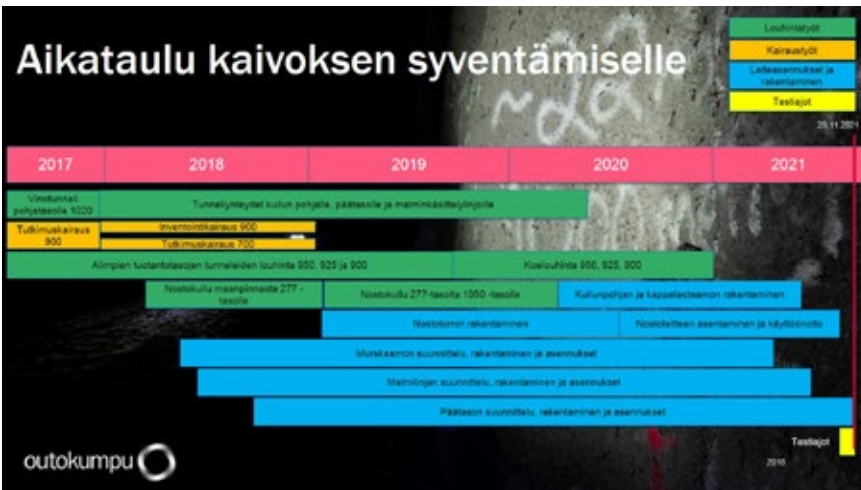 Aikataulu kaivoksen syventämiselle
Louhintatyöt
Kairaustyöt
Laiteasennukset ja
rakentaminen
Testiajot
2017 2018 2019 2020 2021
Vinotunneli
pohjatasolle 1020
Tunneliyhteydet kuilun pohjalle, päätasolle ja malminkäsittelylinjoille
Tutkimuskairaus
900
Inventointikairaus 900
Tutkimuskairaus 700
Alimpien tuotantotasojen tunneleiden louhinta 950, 925 ja 900
Koelouhinta 950, 925, 900
Nostokuilu maanpinnasta 277 -
tasolle
Nostokuilu 277-tasolta 1050 -tasolle
Kuilunpohjan ja kappalastaamon rakentaminen
Nostotornin rakentaminen
Nostolaitteen asentaminen ja käyttöönotto
Murskaamon suunnittelu, rakentaminen ja asennukset
Malmilinjan suunnittelu, rakentaminen ja asennukset
Päätason suunnittelu, rakentaminen ja asennukset
Testiajot
outokumpu